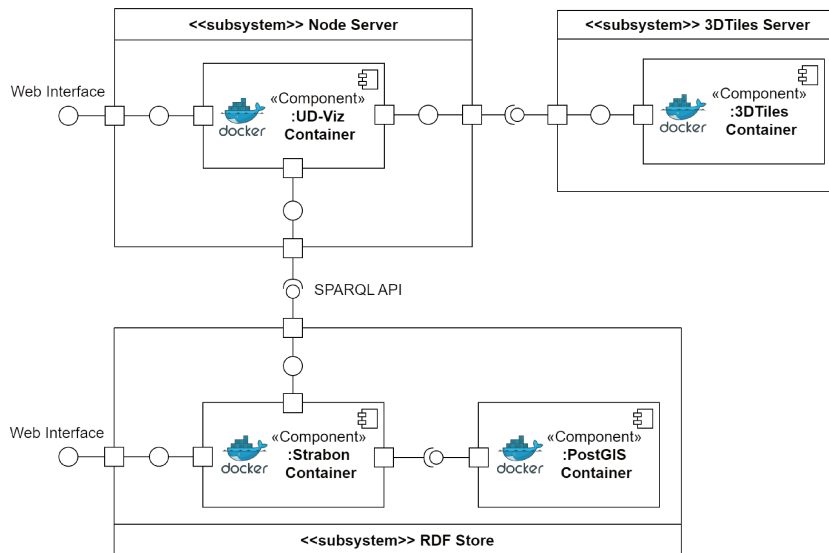 <<subsystem>> Node Server
<<subsystem>> 3DTiles Server
Web Interface
docker
«Component»
:UD-Viz
Container
docker
«Component»
:3DTiles
Container
SPARQL API
Web Interface
docker
«Component»
:Strabon
Container
docker
«Component»
:PostGIS
Container
<<subsystem>> RDF Store